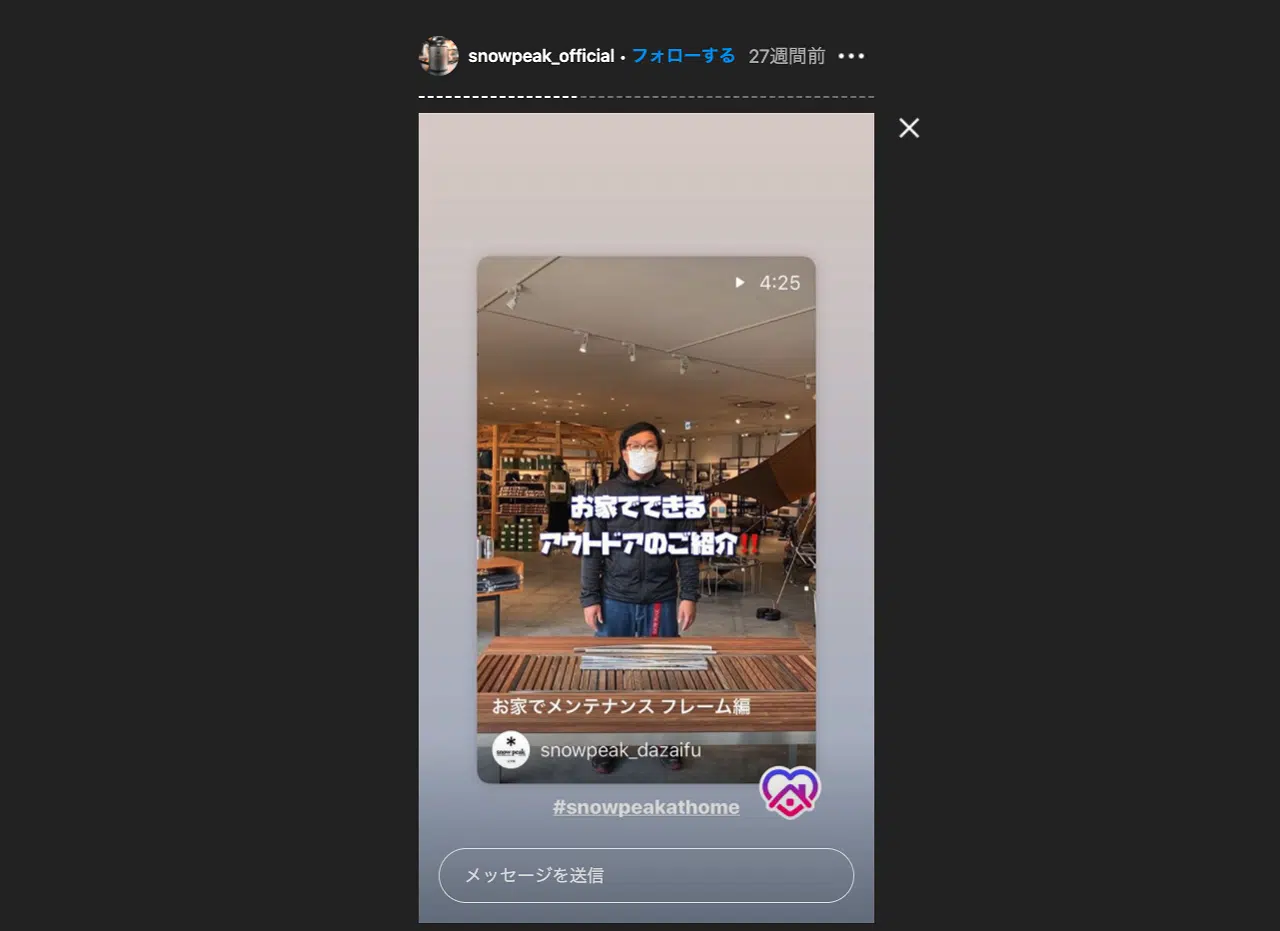 snowpeak_official • フォローする 27週間前 •••
4:25
お家でできる🏠
アウトドアのご紹介‼️
お家でメンテナンス フレーム編
snow peak
snowpeak_dazaifu
#snowpeakathome
メッセージを送信